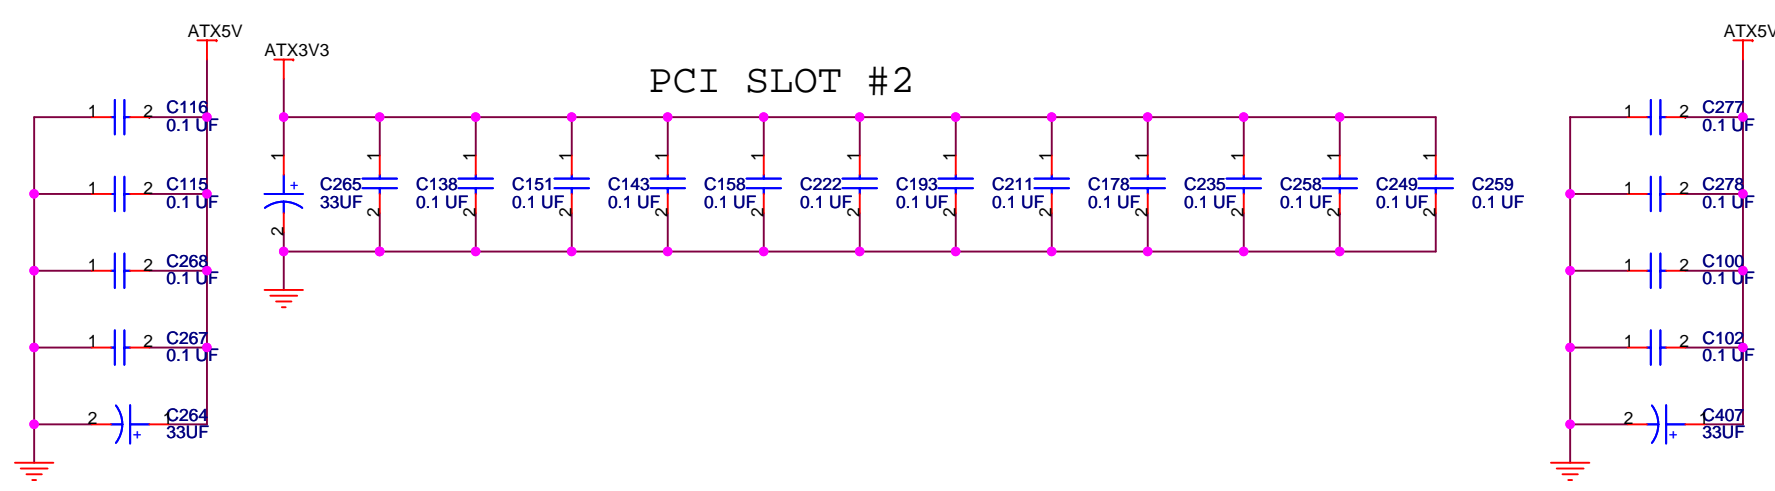 ATX5V
ATX3V3
PCI SLOT #2
ATX5V
1 2 C116
0.1 UF
1 2 C115
0.1 UF
1 2 C268
0.1 UF
1 2 C267
0.1 UF
2 1 C264
+ 33UF
1 + 2 C265
33UF
1 2 C138
0.1 UF
1 2 C151
0.1 UF
1 2 C143
0.1 UF
1 2 C158
0.1 UF
1 2 C222
0.1 UF
1 2 C193
0.1 UF
1 2 C211
0.1 UF
1 2 C178
0.1 UF
1 2 C235
0.1 UF
1 2 C258
0.1 UF
1 2 C249
0.1 UF
1 2 C259
0.1 UF
1 2 C277
0.1 UF
1 2 C278
0.1 UF
1 2 C100
0.1 UF
1 2 C102
0.1 UF
2 1 C407
+ 33UF